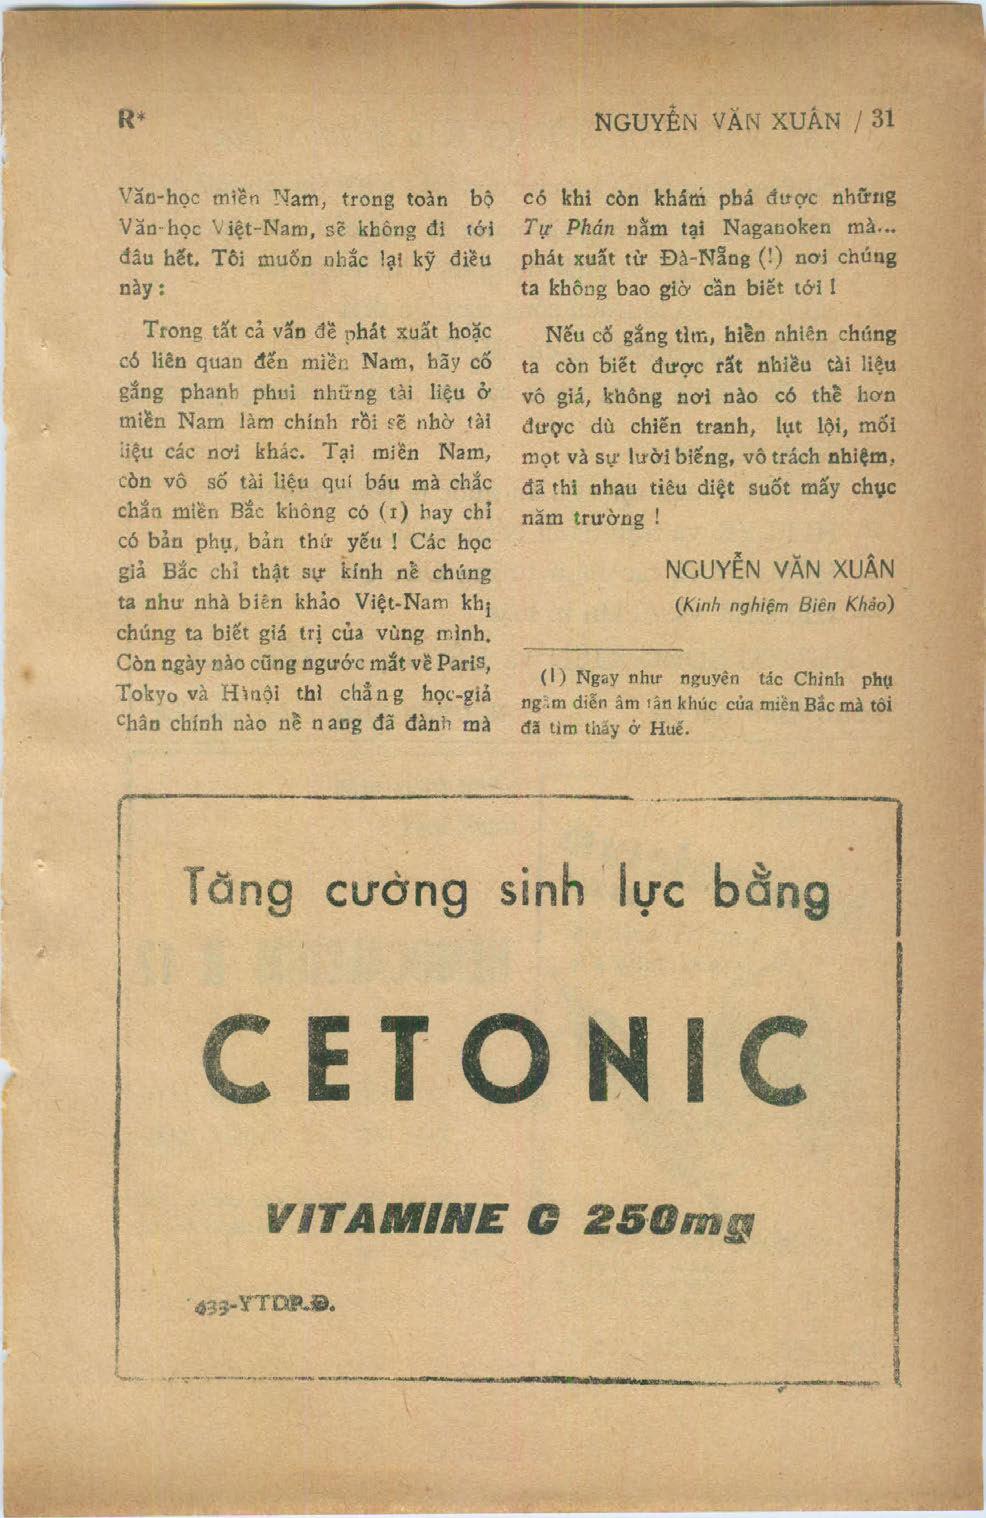 R*
NGUYỄN VĂN XUÂN / 31
Văn-học miền Nam, trong toàn bộ
Văn-học Việt-Nam, sẽ không đi tới
đâu hết. Tôi muốn nhắc lại kỹ điều
này :
Trong tất cả vấn đề phát xuất hoặc
có liên quan đến miền Nam, hãy cố
gắng phanh phui những tài liệu ở
miền Nam làm chính rồi sẽ nhờ tài
liệu các nơi khác. Tại miền Nam,
còn vô số tài liệu quí báu mà chắc
chắn miền Bắc không có (1) hay chỉ
có bản phụ, bản thứ yếu ! Các học
giả Bắc chỉ thật sự kính nề chúng
ta như nhà biên khảo Việt-Nam khi
chúng ta biết giá trị của vùng mình.
Còn ngày nào cũng ngước mắt về Paris,
Tokyo và Hànội thì chẳng học-giả
chân chính nào nề nang đã đành mà
có khi còn khám phá được những
Tự Phán nằm tại Naganoken mà...
phát xuất từ Đà-Nẵng (!) nơi chúng
ta không bao giờ cần biết tới !
Nếu cố gắng tìm, hiền nhiên chúng
ta còn biết được rất nhiều tài liệu
vô giá, không nơi nào có thể hơn
được dù chiến tranh, lụt lội, mối
mọt và sự lười biếng, vô trách nhiệm,
đã thi nhau tiêu diệt suốt mấy chục
năm trường !
NGUYỄN VĂN XUÂN
(Kinh nghiệm Biên Khảo)
(1) Ngay như nguyên tác Chinh phụ
ngâm diễn âm tân khúc của miền Bắc mà tôi
đã tìm thấy ở Huế.
Tăng cường sinh lực bằng
CETONIC
VITAMINE C 250mg
433-YTDP.Đ.